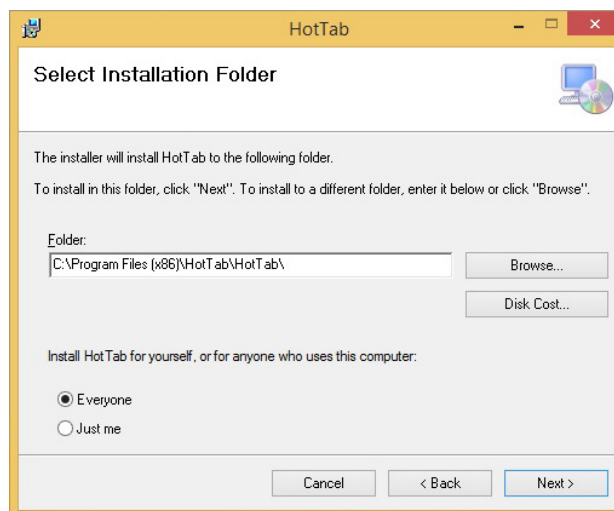 HotTab
Select Installation Folder
The installer will install HotTab to the following folder.
To install in this folder, click "Next". To install to a different folder, enter it below or click "Browse".
Folder:
C:\Program Files (x86)\HotTab\HotTab\
Browse...
Disk Cost...
Install HotTab for yourself, or for anyone who uses this computer:
Everyone
Just me
Cancel
< Back
Next >